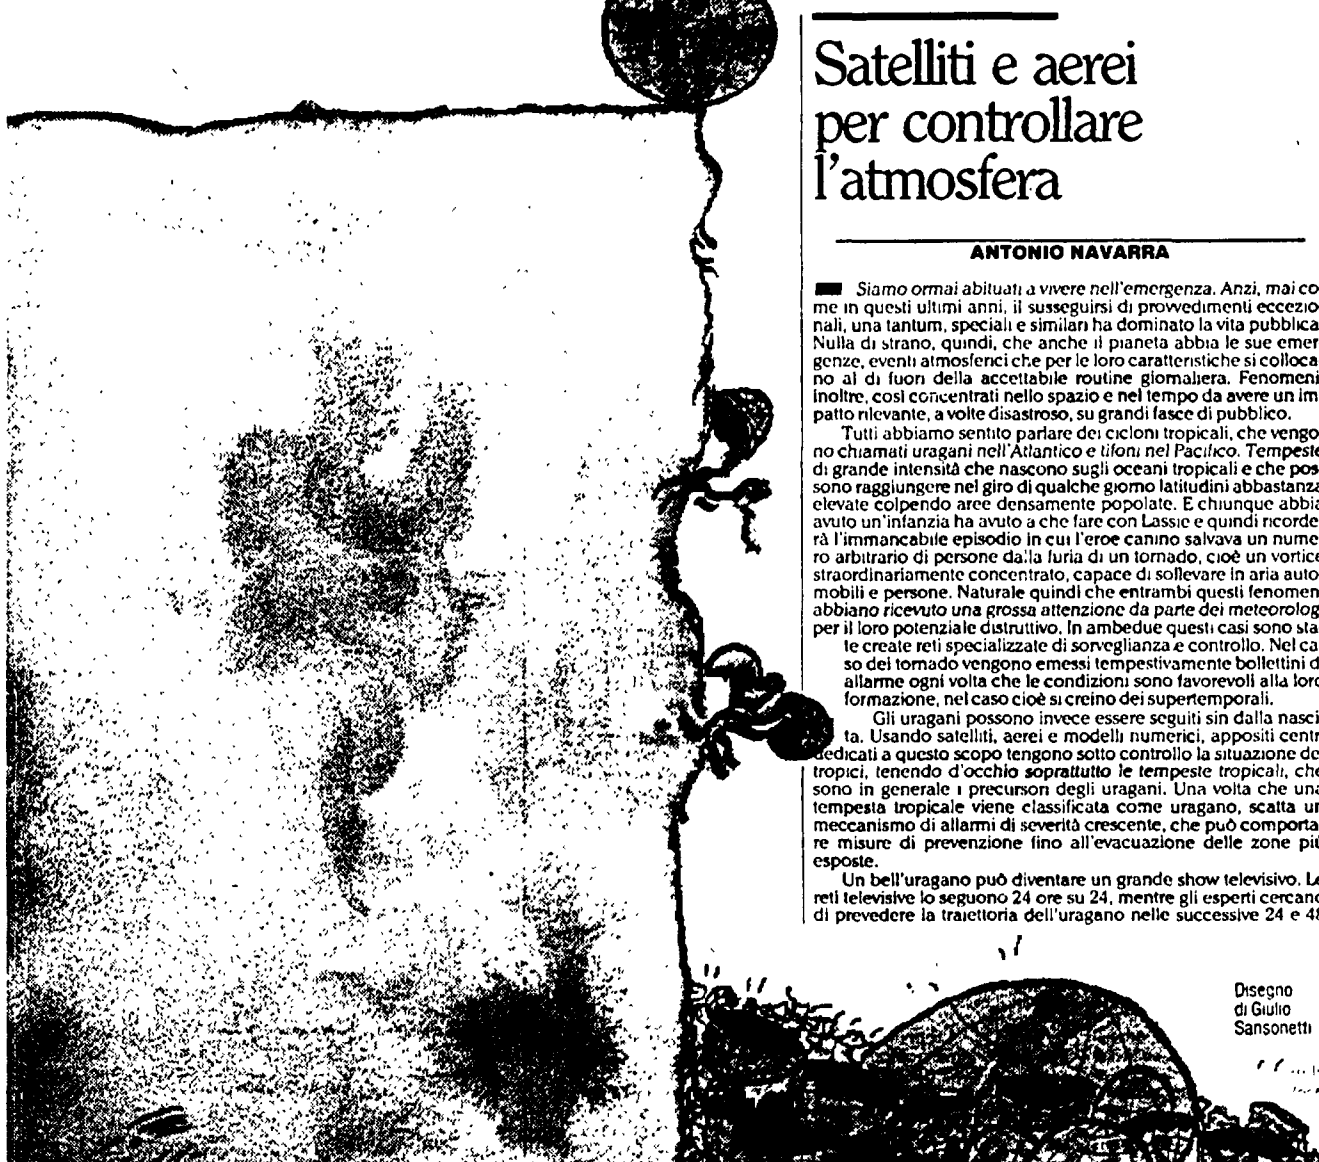 Satelliti e aerei
per controllare
l'atmosfera
ANTONIO NAVARRA
Siamo ormai abituati a vivere nell'emergenza. Anzi, mai co
me in questi ultimi anni, il susseguirsi di provvedimenti eccezio
nali, una tantum, speciali e similari ha dominato la vita pubblica
Nulla di strano, quindi, che anche il pianeta abbia le sue emer
genze, eventi atmosferici che per le loro caratteristiche si colloca
no al di fuori della accettabile routine giornaliera. Fenomeni
inoltre, così concentrati nello spazio e nel tempo da avere un im
patto rilevante, a volte disastroso, su grandi fasce di pubblico.
Tutti abbiamo sentito parlare dei cicloni tropicali, che vengo
no chiamati uragani nell'Atlantico e tifoni nel Pacifico. Tempeste
di grande intensità che nascono sugli oceani tropicali e che pos
sono raggiungere nel giro di qualche giorno latitudini abbastanza
elevate colpendo aree densamente popolate. E chiunque abbia
avuto un'infanzia ha avuto a che fare con Lassie e quindi ricorde
rà l'immancabile episodio in cui l'eroe canino salvava un nume
ro arbitrario di persone dalla furia di un tornado, cioè un vortice
straordinariamente concentrato, capace di sollevare in aria auto
mobili e persone. Naturale quindi che entrambi questi fenomen
abbiano ricevuto una grossa attenzione da parte dei meteorolog
per il loro potenziale distruttivo. In ambedue questi casi sono sta
te create reti specializzate di sorveglianza e controllo. Nel ca
so del tornado vengono emessi tempestivamente bollettini d
allarme ogni volta che le condizioni sono favorevoli alla loro
formazione, nel caso cioè si creino dei supertemporali.
Gli uragani possono invece essere seguiti sin dalla nasci
ta. Usando satelliti, aerei e modelli numerici, appositi centr
dedicati a questo scopo tengono sotto controllo la situazione de
tropici, tenendo d'occhio soprattutto le tempeste tropicali, che
sono in generale i precursori degli uragani. Una volta che una
tempesta tropicale viene classificata come uragano, scatta un
meccanismo di allarmi di severità crescente, che può comporta
re misure di prevenzione fino all'evacuazione delle zone più
esposte.
Un bell'uragano può diventare un grande show televisivo. Le
reti televisive lo seguono 24 ore su 24, mentre gli esperti cercano
di prevedere la traiettoria dell'uragano nelle successive 24 e 48
Disegno
di Giulio
Sansonetti